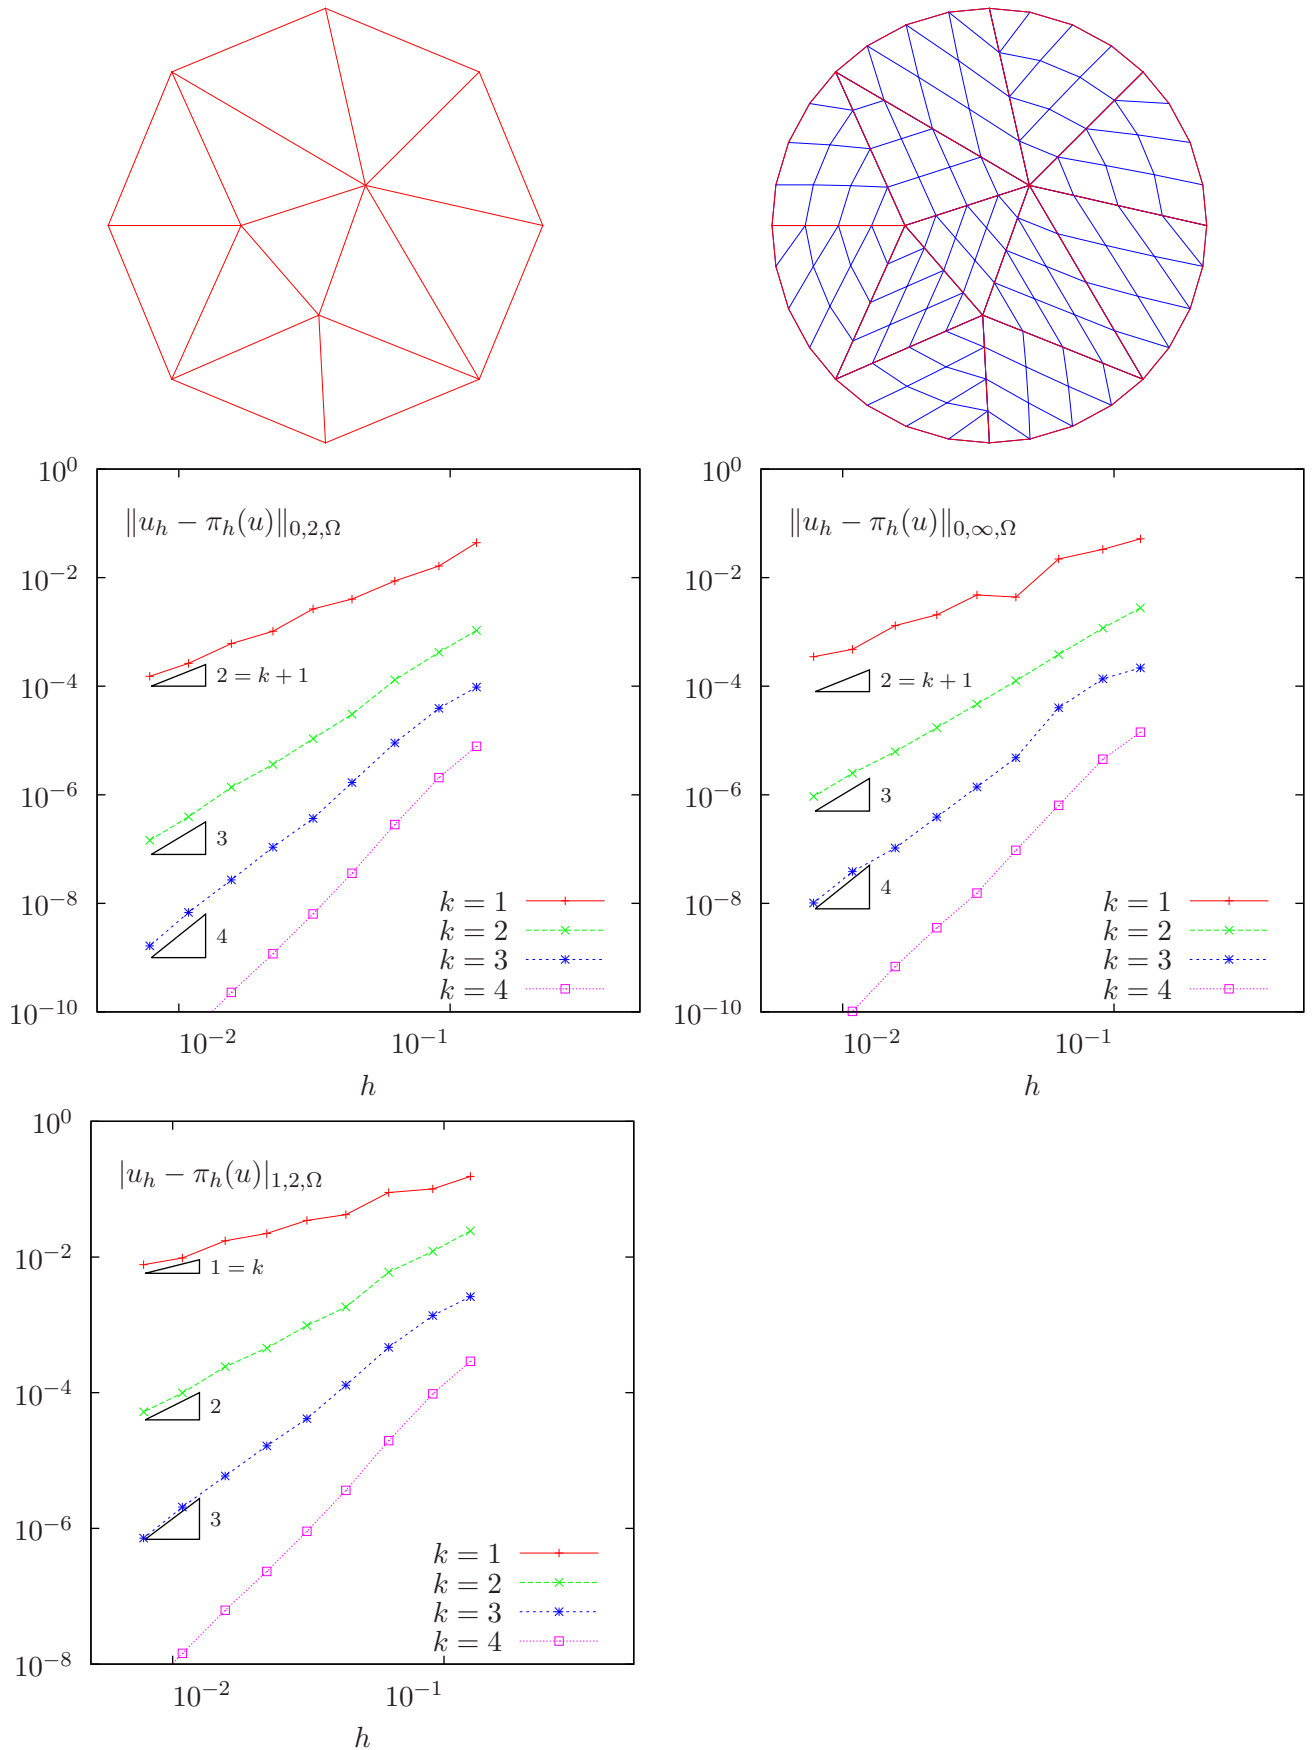 10^0
10^-2
10^-4
10^-6
10^-8
10^-10
‖u_h − π_h(u)‖_{0,2,Ω}
2 = k + 1
3
4
k = 1
k = 2
k = 3
k = 4
10^-2
10^-1
h
10^0
10^-2
10^-4
10^-6
10^-8
10^-10
‖u_h − π_h(u)‖_{0,∞,Ω}
2 = k + 1
3
4
k = 1
k = 2
k = 3
k = 4
10^-2
10^-1
h
10^0
10^-2
10^-4
10^-6
10^-8
|u_h − π_h(u)|_{1,2,Ω}
1 = k
2
3
k = 1
k = 2
k = 3
k = 4
10^-2
10^-1
h